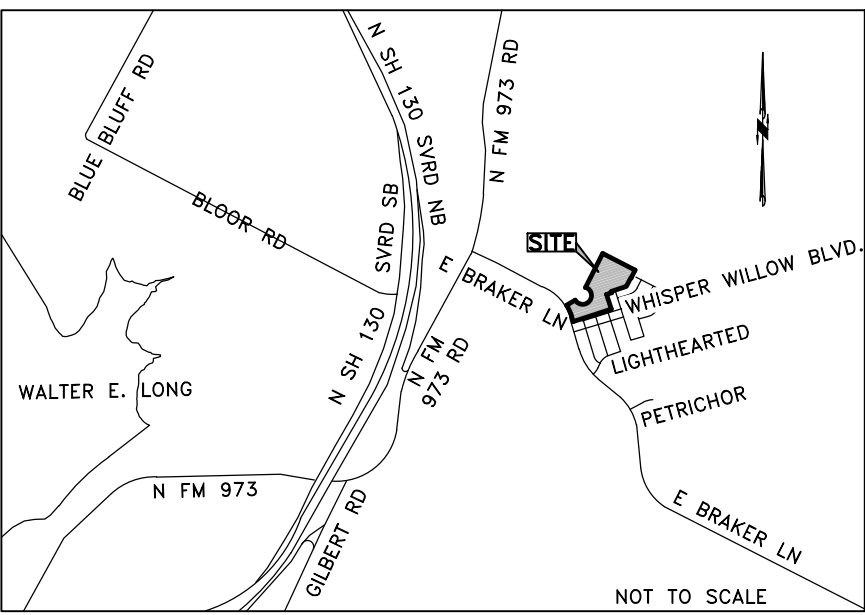 BLUE BLUFF RD
BLOOR RD
N SH 130
SVRD NB
SVRD SB
N FM 973 RD
N
SITE
E BRAKER LN
WHISPER WILLOW BLVD.
N SH 130
N FM
973 RD
LIGHTHEARTED
WALTER E. LONG
PETRICHOR
N FM 973
GILBERT RD
E BRAKER LN
NOT TO SCALE